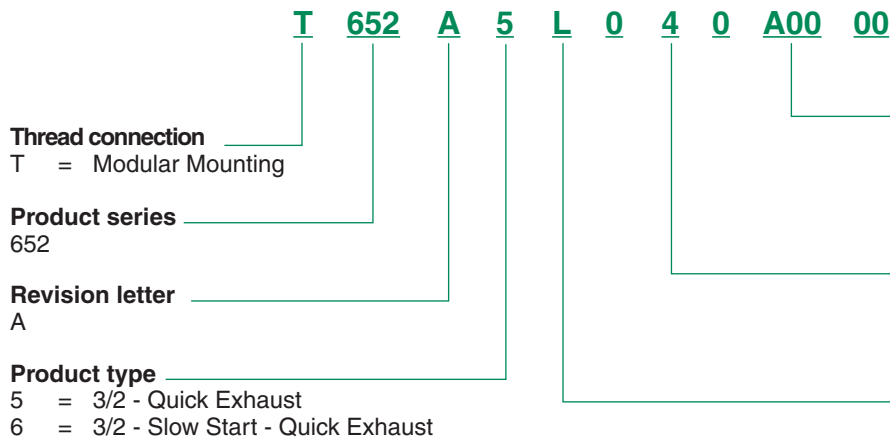 T 652 A 5 L 0 4 0 A00 00
Thread connection
T = Modular Mounting
Product series
652
Revision letter
A
Product type
5 = 3/2 - Quick Exhaust
6 = 3/2 - Slow Start - Quick Exhaust